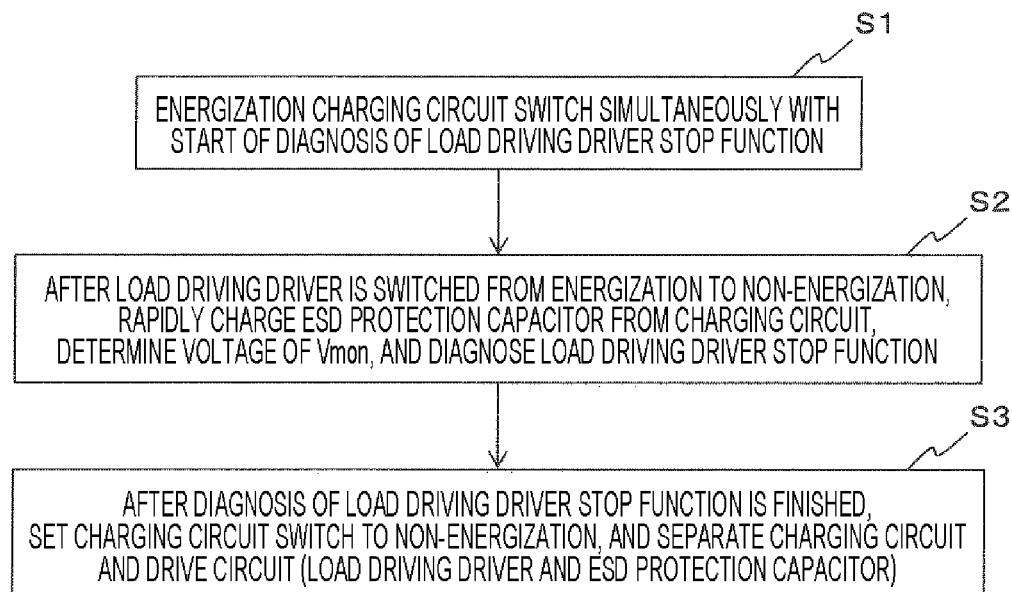 S1
ENERGIZATION CHARGING CIRCUIT SWITCH SIMULTANEOUSLY WITH
START OF DIAGNOSIS OF LOAD DRIVING DRIVER STOP FUNCTION
S2
AFTER LOAD DRIVING DRIVER IS SWITCHED FROM ENERGIZATION TO NON-ENERGIZATION,
RAPIDLY CHARGE ESD PROTECTION CAPACITOR FROM CHARGING CIRCUIT,
DETERMINE VOLTAGE OF Vmon, AND DIAGNOSE LOAD DRIVING DRIVER STOP FUNCTION
S3
AFTER DIAGNOSIS OF LOAD DRIVING DRIVER STOP FUNCTION IS FINISHED,
SET CHARGING CIRCUIT SWITCH TO NON-ENERGIZATION, AND SEPARATE CHARGING CIRCUIT
AND DRIVE CIRCUIT (LOAD DRIVING DRIVER AND ESD PROTECTION CAPACITOR)